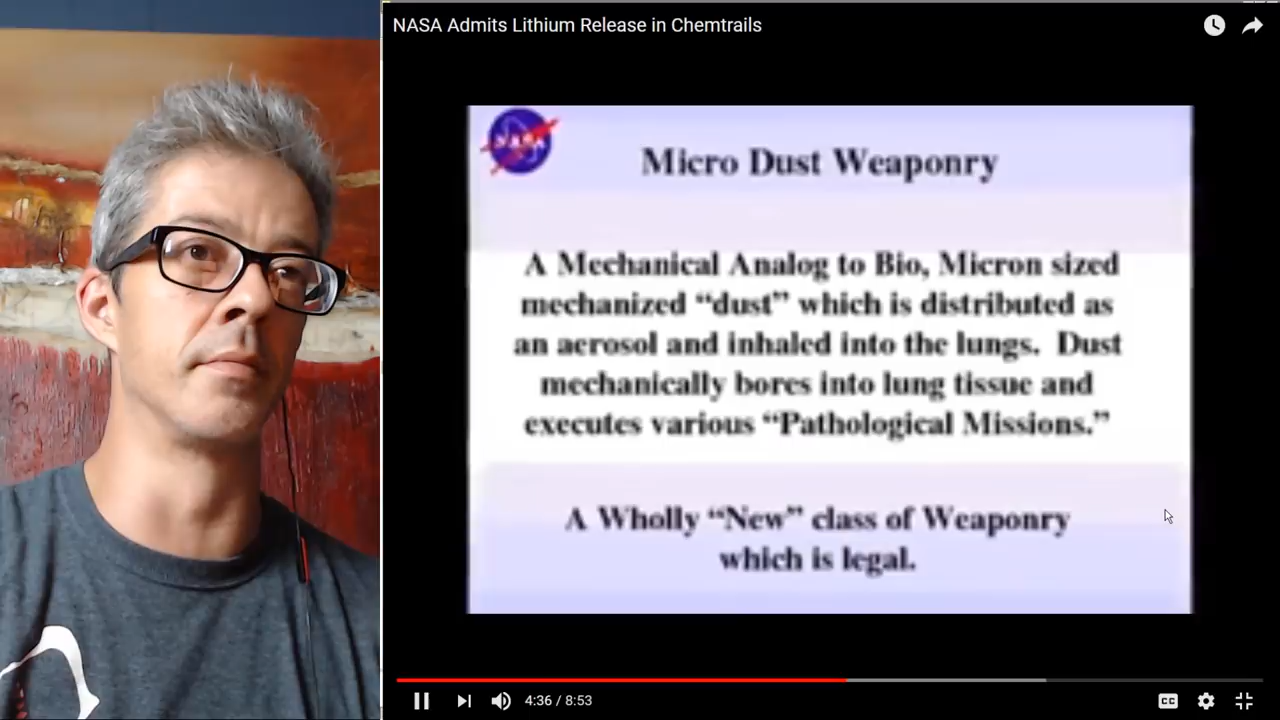 NASA Admits Lithium Release in Chemtrails
NASA
Micro Dust Weaponry
A Mechanical Analog to Bio, Micron sized
mechanized “dust” which is distributed as
an aerosol and inhaled into the lungs. Dust
mechanically bores into lung tissue and
executes various “Pathological Missions.”
A Wholly “New” class of Weaponry
which is legal.
4:36 / 8:53
CC